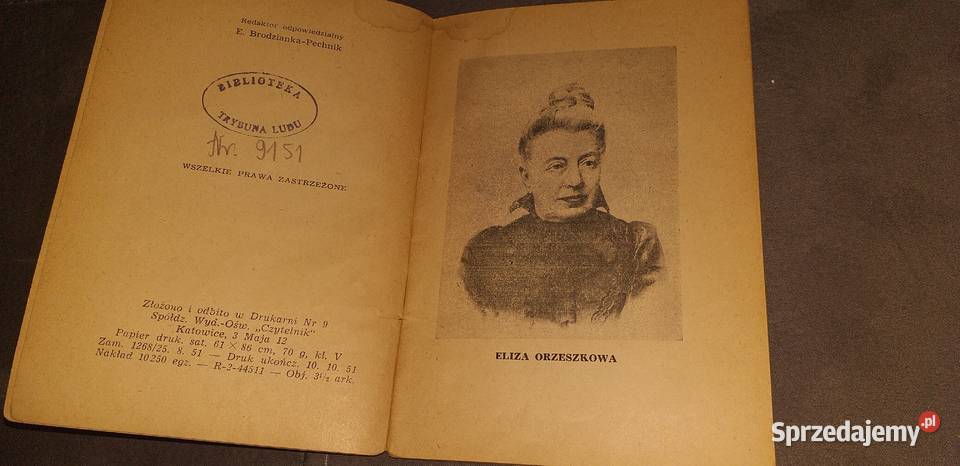 Redaktor odpowiedzialny
E. Brodzianka-Pechnik
BIBLIOTEKA
TRYBUNA LUDU
Nr. 9151
WSZELKIE PRAWA ZASTRZEŻONE
Złożono i odbito w Drukarni Nr 9
Spółdz. Wyd.-Ośw. „Czytelnik"
Katowice, 3 Maja 12
Papier druk. sat. 61 × 86 cm, 70 g, kl. V
Zam. 1268/25. 8. 51 — Druk ukończ. 10. 10. 51
Nakład 10 250 egz. — R-2-44511 — Obj. 3½ ark.
ELIZA ORZESZKOWA
Sprzedajemy.pl